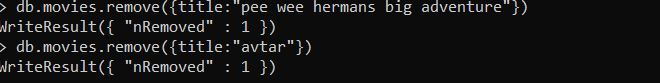 > db.movies.remove({title:"pee wee hermans big adventure"})
WriteResult({ "nRemoved" : 1 })
> db.movies.remove({title:"avtar"})
WriteResult({ "nRemoved" : 1 })